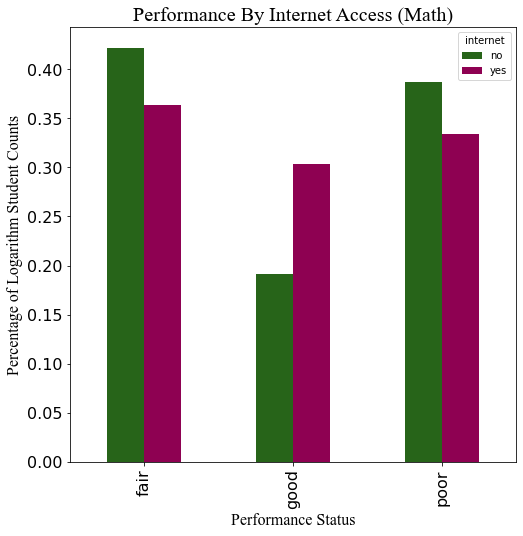 Performance By Internet Access (Math)
internet
no
yes
Percentage of Logarithm Student Counts
0.40
0.35
0.30
0.25
0.20
0.15
0.10
0.05
0.00
fair
good
poor
Performance Status